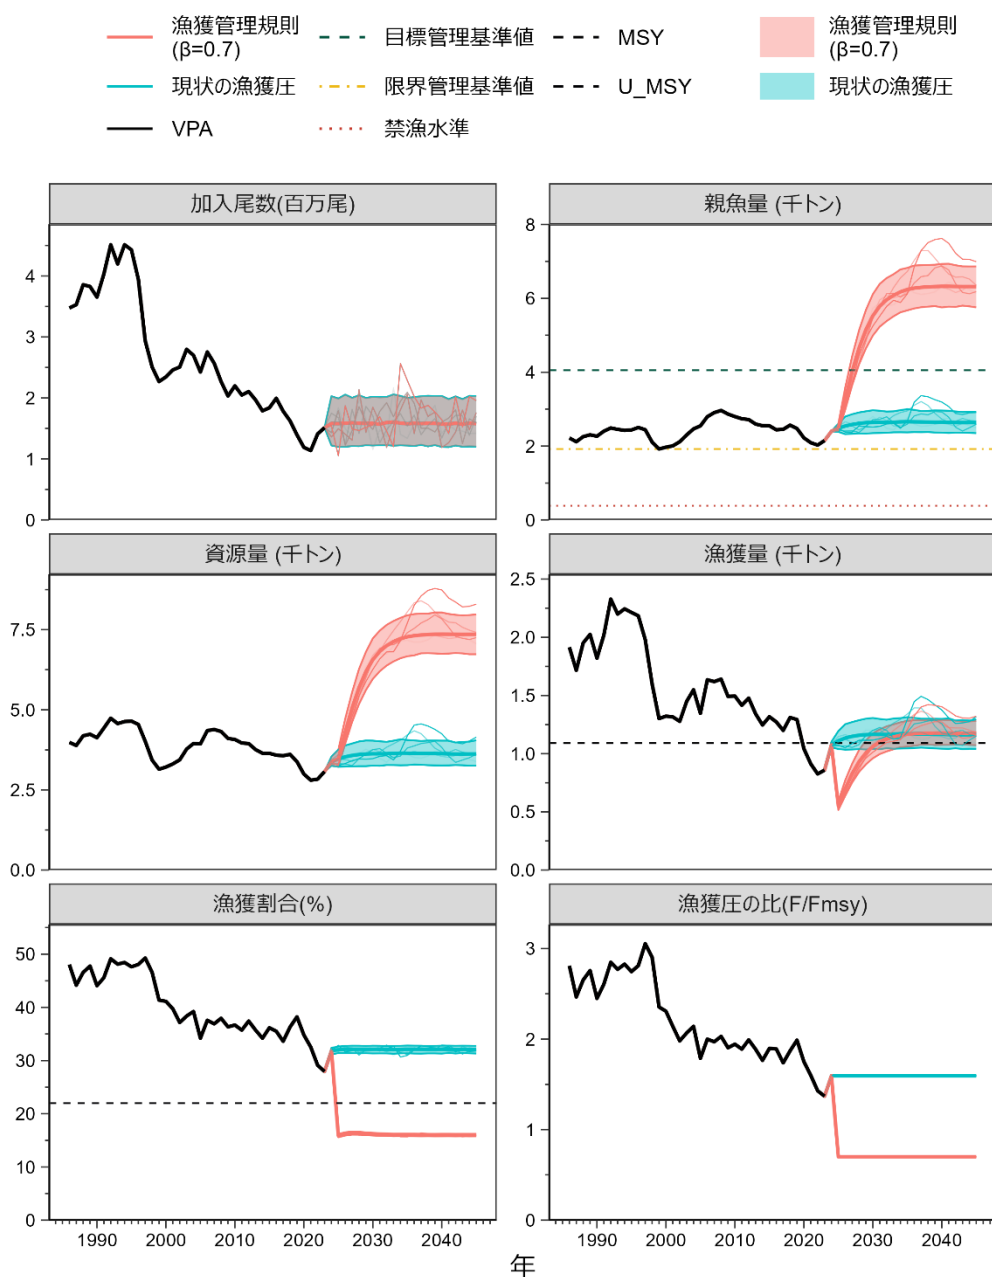 漁獲管理規則
(β=0.7)
現状の漁獲圧
VPA
目標管理基準値
限界管理基準値
禁漁水準
MSY
U_MSY
漁獲管理規則
(β=0.7)
現状の漁獲圧
加入尾数(百万尾)
4
3
2
1
0
親魚量 (千トン)
8
6
4
2
0
資源量 (千トン)
7.5
5.0
2.5
0.0
漁獲量 (千トン)
2.5
2.0
1.5
1.0
0.5
0.0
漁獲割合(%)
50
40
30
20
10
0
1990 2000 2010 2020 2030 2040
漁獲圧の比(F/Fmsy)
3
2
1
0
1990 2000 2010 2020 2030 2040
年